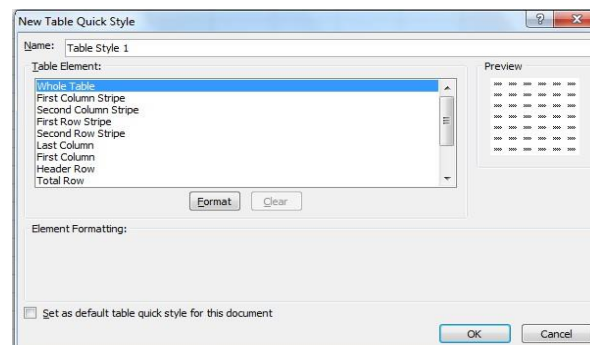 New Table Quick Style
Name: Table Style 1
Table Element:
Whole Table
First Column Stripe
Second Column Stripe
First Row Stripe
Second Row Stripe
Last Column
First Column
Header Row
Total Row
Format Clear
Preview
Element Formatting:
Set as default table quick style for this document
OK Cancel